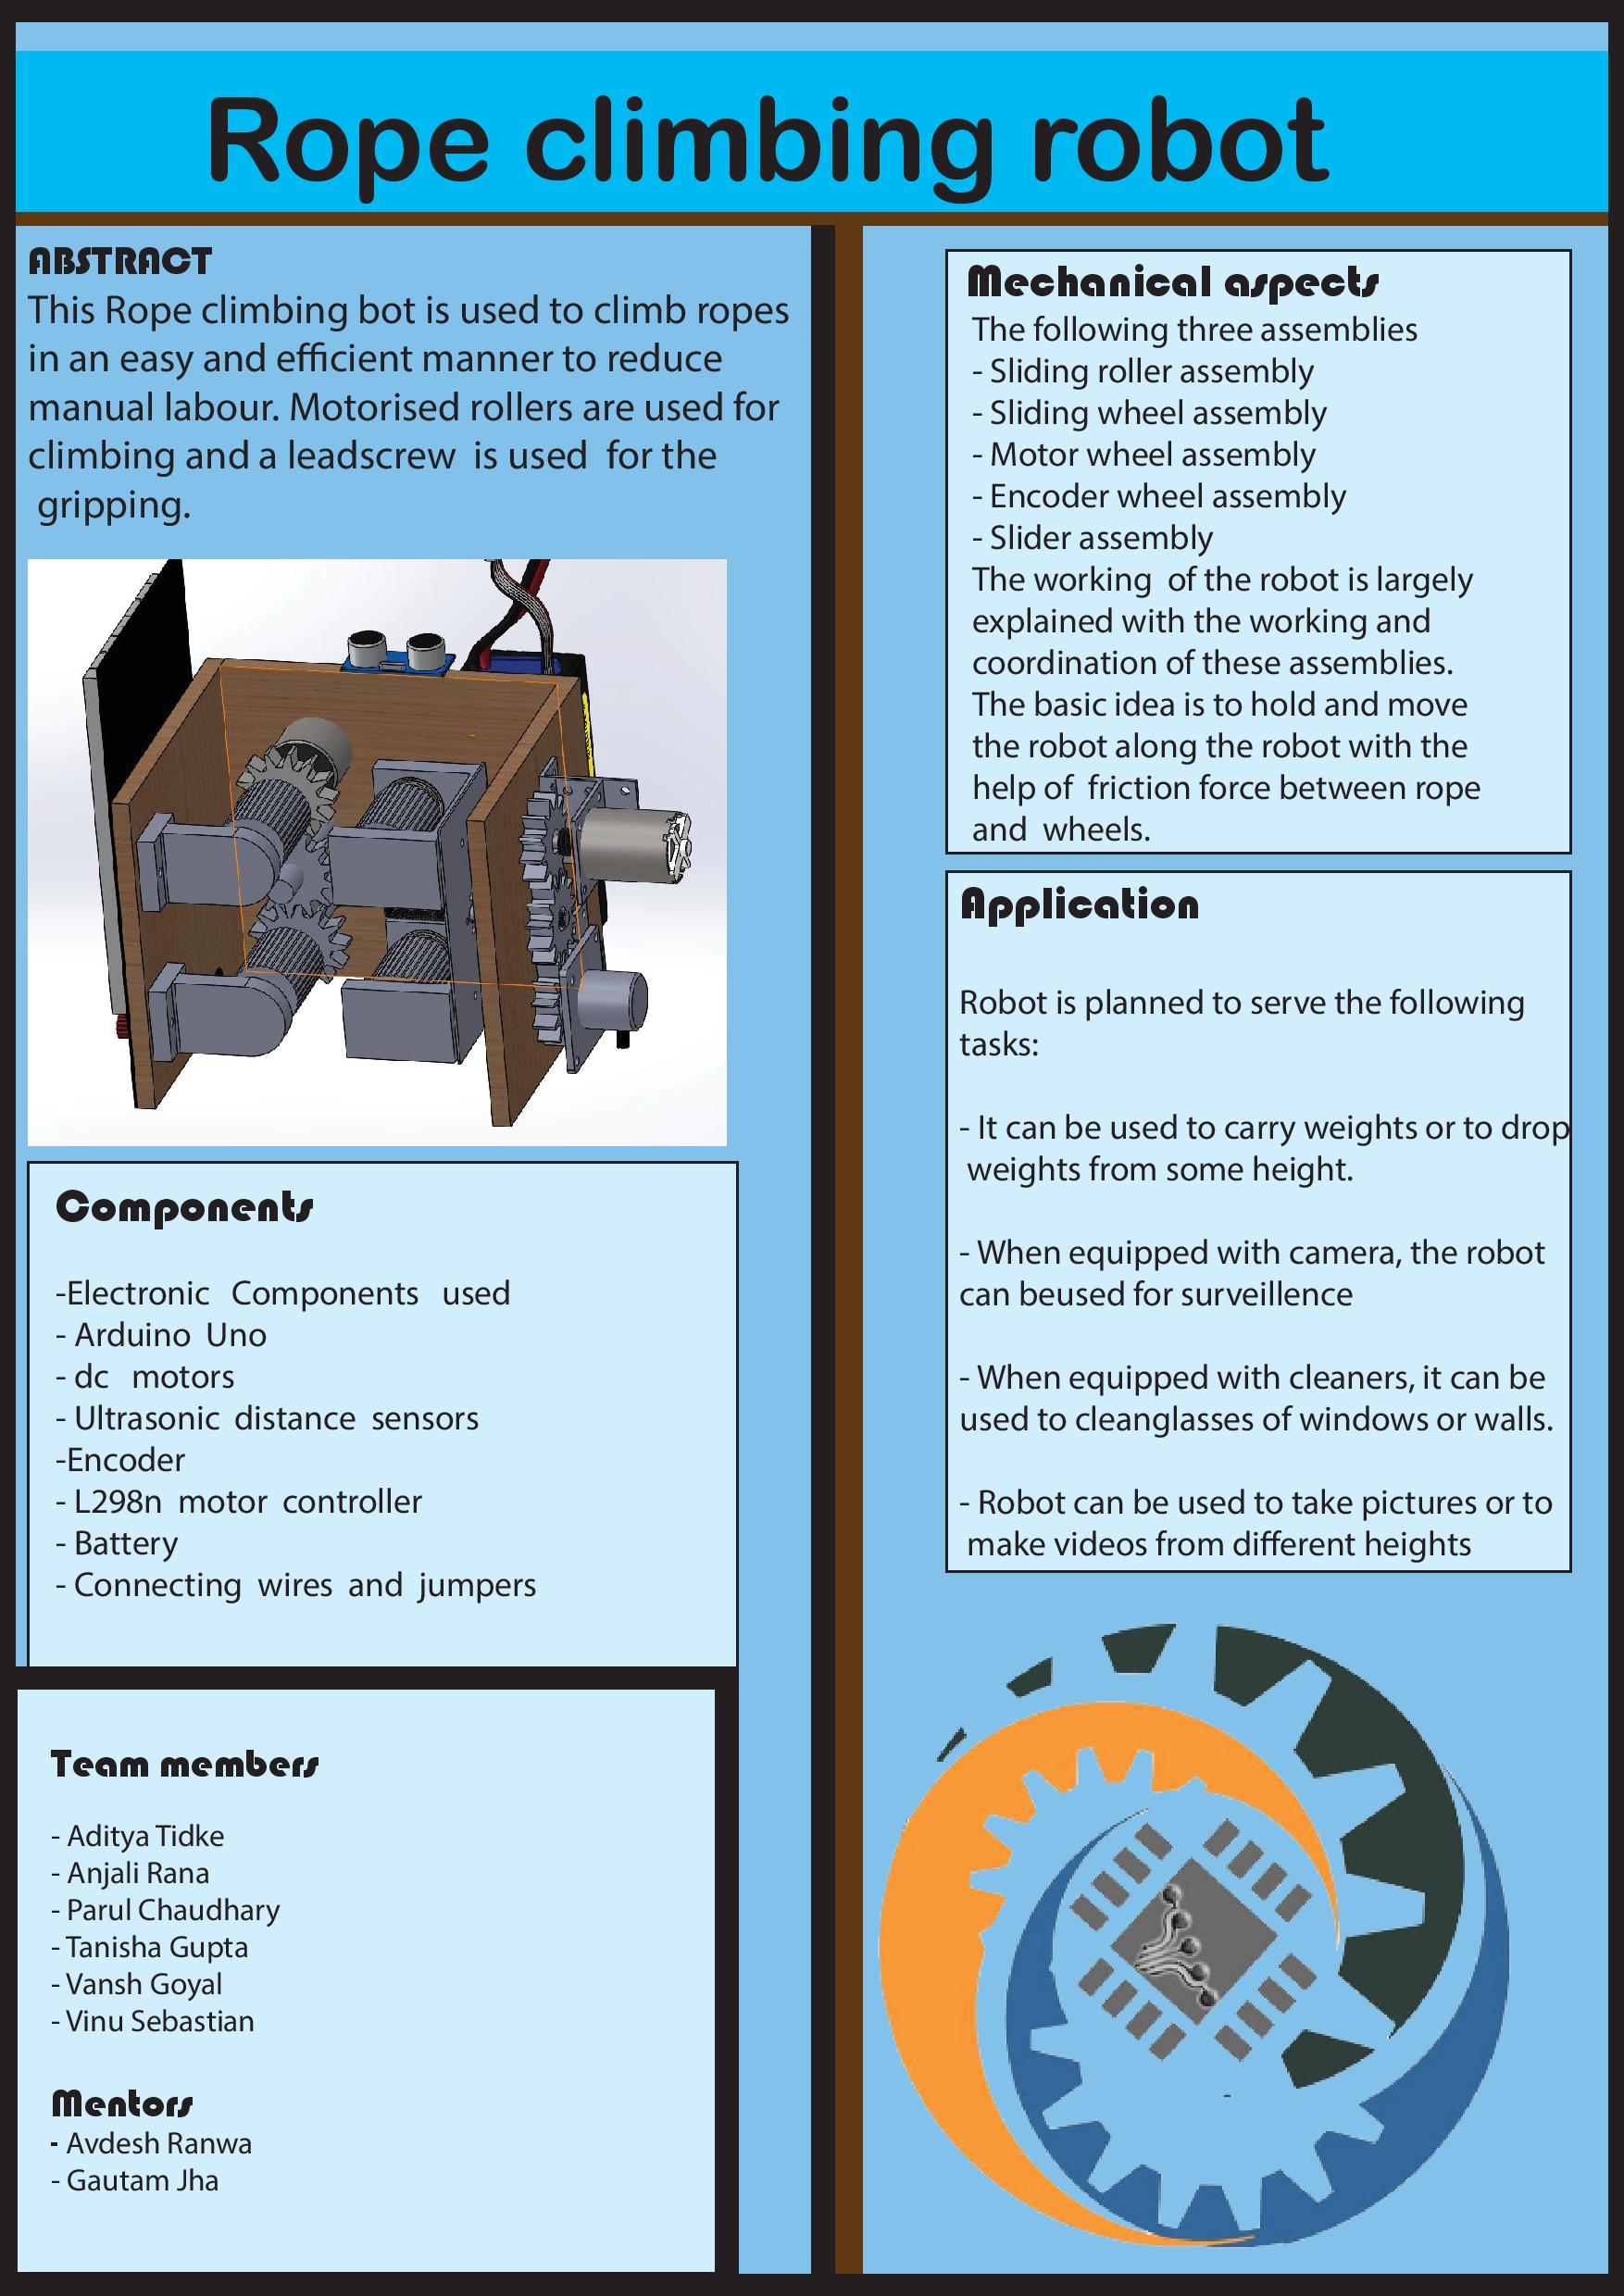 Rope climbing robot
ABSTRACT
This Rope climbing bot is used to climb ropes
in an easy and efficient manner to reduce
manual labour. Motorised rollers are used for
climbing and a leadscrew is used for the
gripping.
Components
-Electronic Components used
- Arduino Uno
- dc motors
- Ultrasonic distance sensors
-Encoder
- L298n motor controller
- Battery
- Connecting wires and jumpers
Team members
- Aditya Tidke
- Anjali Rana
- Parul Chaudhary
- Tanisha Gupta
- Vansh Goyal
- Vinu Sebastian
Mentors
- Avdesh Ranwa
- Gautam Jha
Mechanical aspects
The following three assemblies
- Sliding roller assembly
- Sliding wheel assembly
- Motor wheel assembly
- Encoder wheel assembly
- Slider assembly
The working of the robot is largely
explained with the working and
coordination of these assemblies.
The basic idea is to hold and move
the robot along the robot with the
help of friction force between rope
and wheels.
Application
Robot is planned to serve the following
tasks:
- It can be used to carry weights or to drop
weights from some height.
- When equipped with camera, the robot
can beused for surveillence
- When equipped with cleaners, it can be
used to cleanglasses of windows or walls.
- Robot can be used to take pictures or to
make videos from different heights